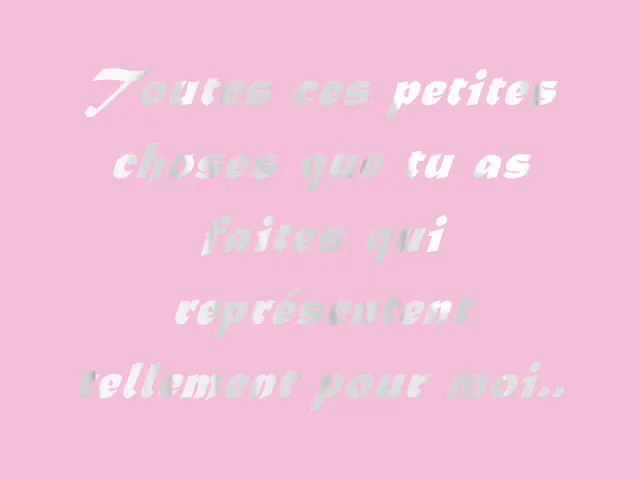 Toutes ces petites
choses que tu as
faites qui
représentent
tellement pour moi..